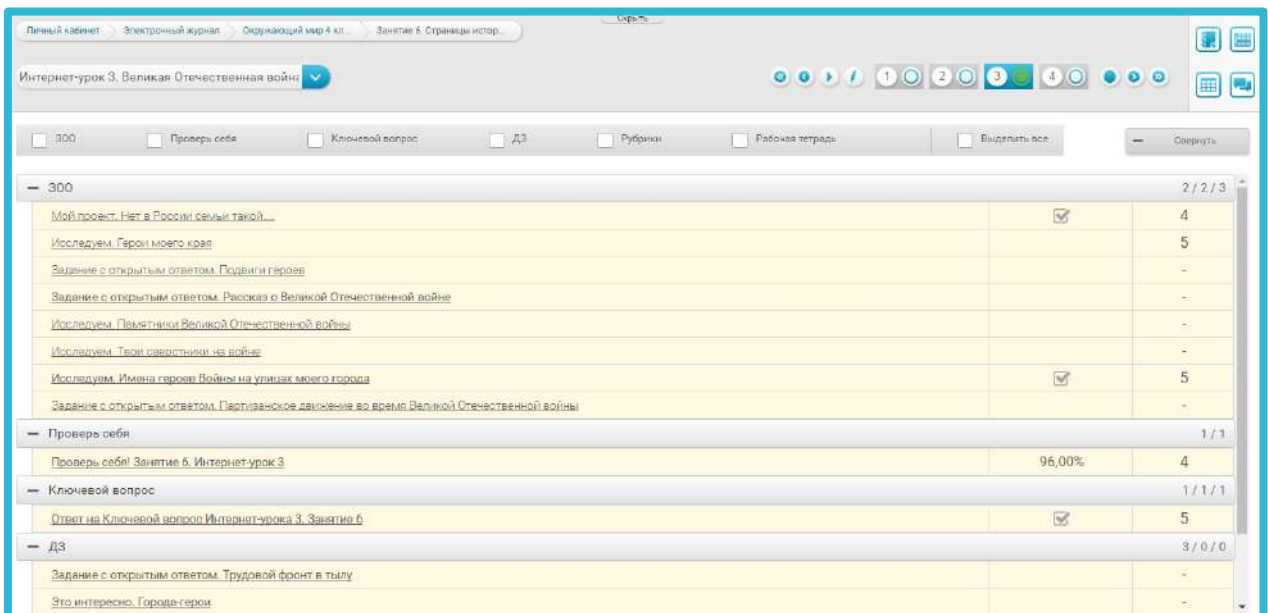 Скрыть
Личный кабинет Электронный журнал Окружающий мир 4 кл... Занятие 6. Страницы истор...
Интернет-урок 3. Великая Отечественная война
1 2 3 4
ЗОО Проверь себя Ключевой вопрос ДЗ Рубрики Рабочая тетрадь Выделить все Свернуть
ЗОО 2 / 2 / 3
Мой проект. Нет в России семьи такой.... 4
Исследуем. Герои моего края 5
Задание с открытым ответом. Подвиги героев -
Задание с открытым ответом. Рассказ о Великой Отечественной войне -
Исследуем. Памятники Великой Отечественной войны -
Исследуем. Твои сверстники на войне -
Исследуем. Имена героев Войны на улицах моего города 5
Задание с открытым ответом. Партизанское движение во время Великой Отечественной войны -
Проверь себя 1 / 1
Проверь себя! Занятие 6. Интернет-урок 3 96,00% 4
Ключевой вопрос 1 / 1 / 1
Ответ на Ключевой вопрос Интернет-урока 3. Занятие 6 5
ДЗ 3 / 0 / 0
Задание с открытым ответом. Трудовой фронт в тылу -
Это интересно. Города-герои -